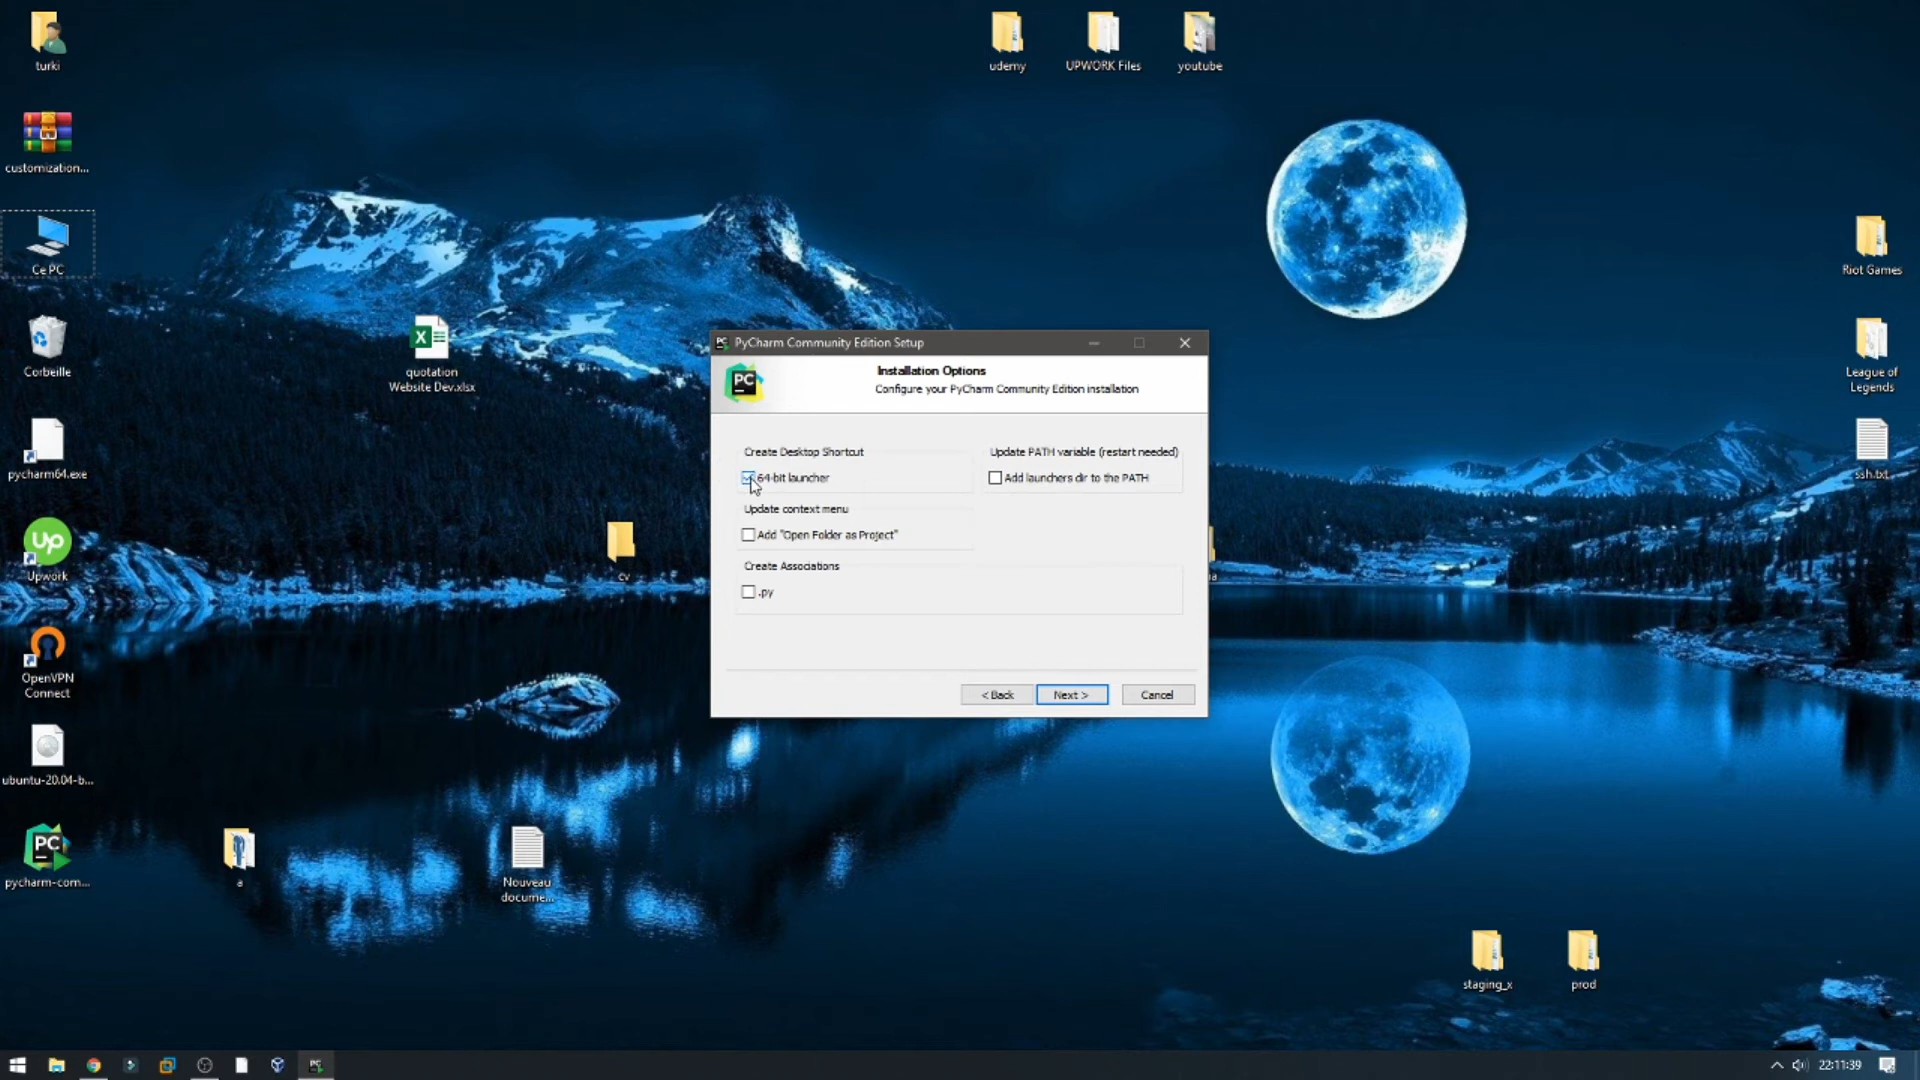 turki
customization...
Ce PC
Corbeille
pycharm64.exe
Upwork
OpenVPN
Connect
ubuntu-20.04-b...
pycharm-com...
a
Nouveau
docume...
quotation
Website Dev.xlsx
cv
udemy
UPWORK Files
youtube
Riot Games
League of
Legends
ssh.txt
staging_x
prod
PyCharm Community Edition Setup
Installation Options
Configure your PyCharm Community Edition installation
Create Desktop Shortcut
64-bit launcher
Update PATH variable (restart needed)
Add launchers dir to the PATH
Update context menu
Add "Open Folder as Project"
Create Associations
.py
< Back
Next >
Cancel
22:11:39